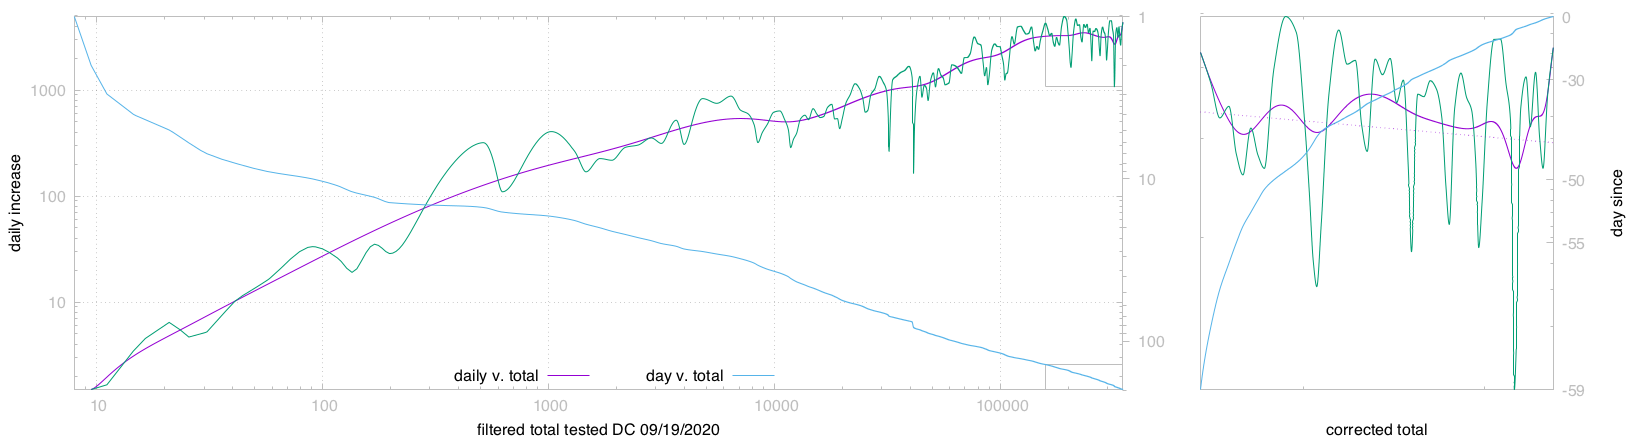 daily increase
1000
100
10
10
100
1000
10000
100000
1
10
100
daily v. total
day v. total
filtered total tested DC 09/19/2020
0
-30
-50
-55
-59
day since
corrected total